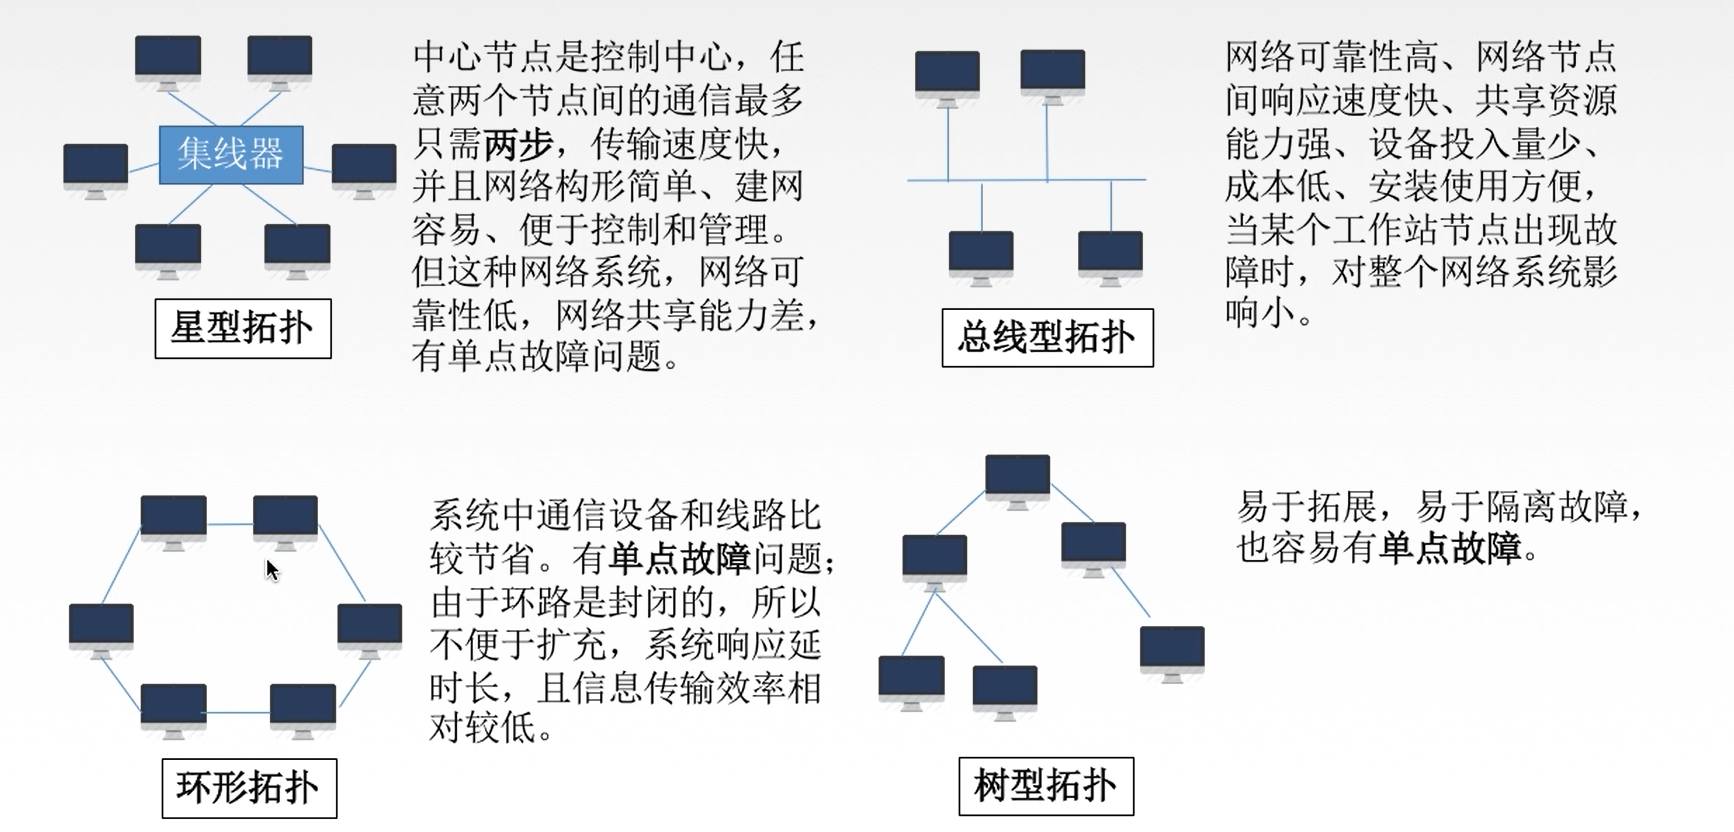 集线器
星型拓扑
中心节点是控制中心，任
意两个节点间的通信最多
只需两步，传输速度快，
并且网络构形简单、建网
容易、便于控制和管理。
但这种网络系统，网络可
靠性低，网络共享能力差，
有单点故障问题。
总线型拓扑
网络可靠性高、网络节点
间响应速度快、共享资源
能力强、设备投入量少、
成本低、安装使用方便，
当某个工作站节点出现故
障时，对整个网络系统影
响小。
环形拓扑
系统中通信设备和线路比
较节省。有单点故障问题；
由于环路是封闭的，所以
不便于扩充，系统响应延
时长，且信息传输效率相
对较低。
树型拓扑
易于拓展，易于隔离故障，
也容易有单点故障。